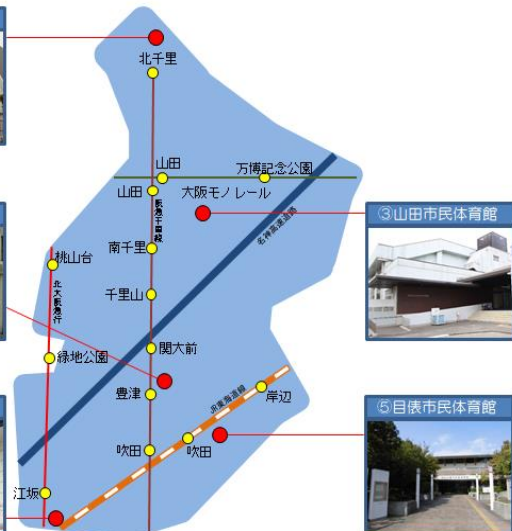 北千里
山田
万博記念公園
山田
大阪モノレール
阪急千里線
名神高速道路
③山田市民体育館
南千里
桃山台
北大阪急行
千里山
関大前
緑地公園
豊津
JR東海道線
岸辺
⑤目俵市民体育館
吹田
吹田
江坂